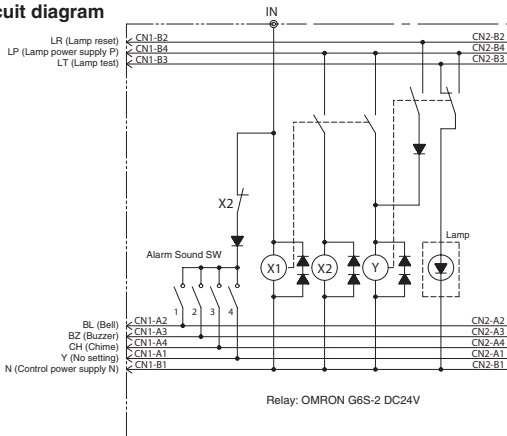 cuit diagram
IN
LR (Lamp reset) CN1-B2 CN2-B2
LP (Lamp power supply P) CN1-B4 CN2-B4
LT (Lamp test) CN1-B3 CN2-B3
X2
Lamp
Alarm Sound SW
X1 X2 Y
1 2 3 4
BL (Bell) CN1-A2 CN2-A2
BZ (Buzzer) CN1-A3 CN2-A3
CH (Chime) CN1-A4 CN2-A4
Y (No setting) CN1-A1 CN2-A1
N (Control power supply N) CN1-B1 CN2-B1
Relay: OMRON G6S-2 DC24V